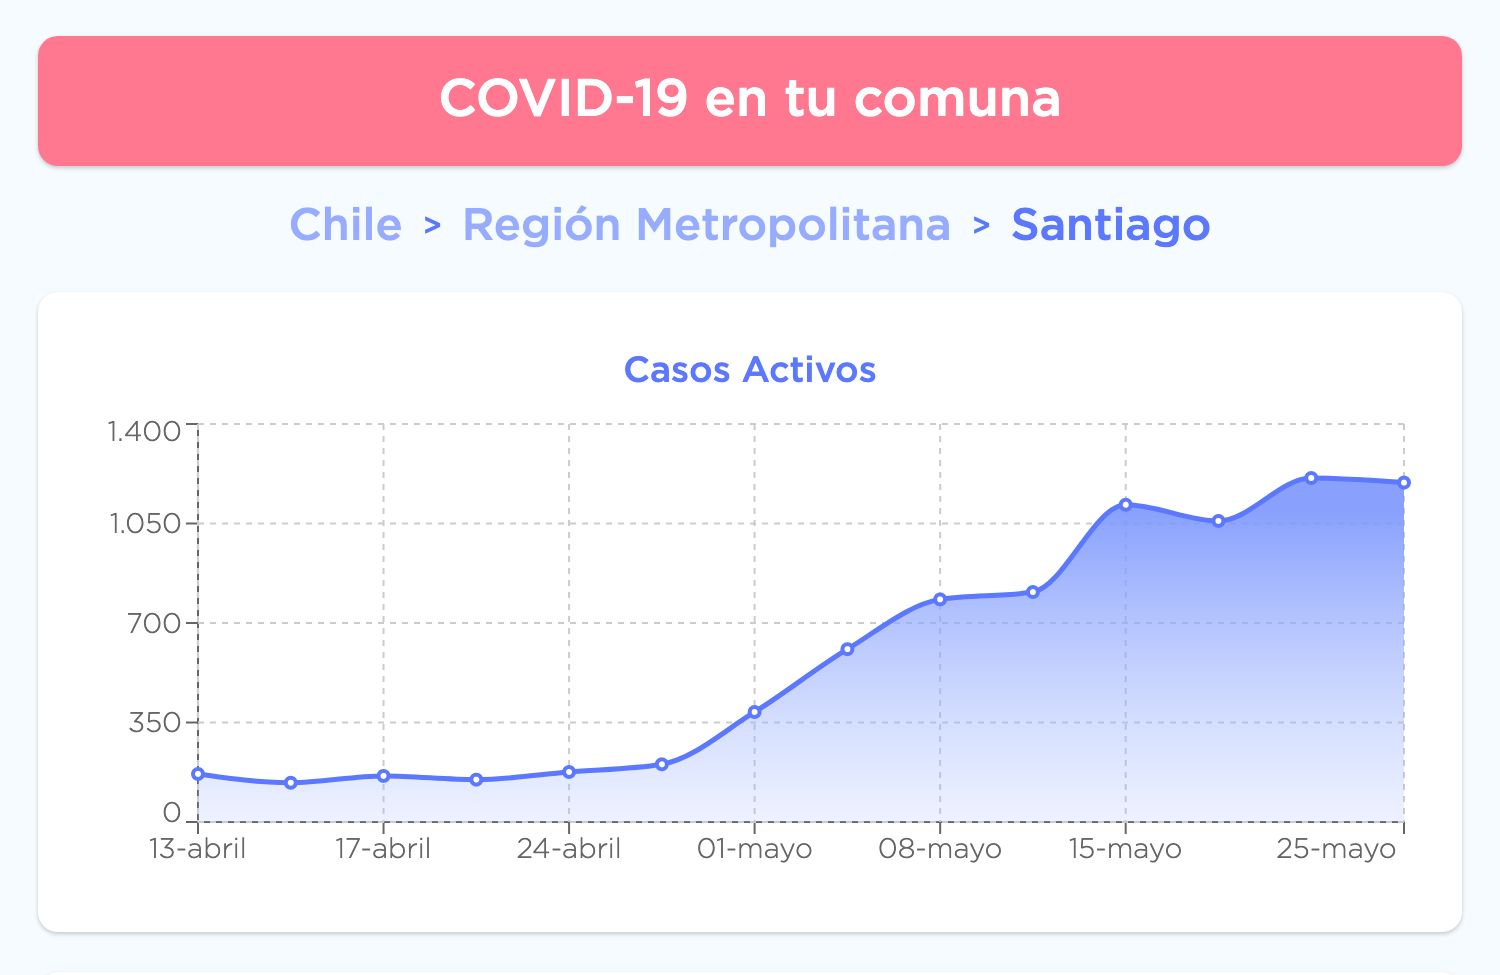 COVID-19 en tu comuna
Chile > Región Metropolitana > Santiago
Casos Activos
1.400
1.050
700
350
0
13-abril 17-abril 24-abril 01-mayo 08-mayo 15-mayo 25-mayo